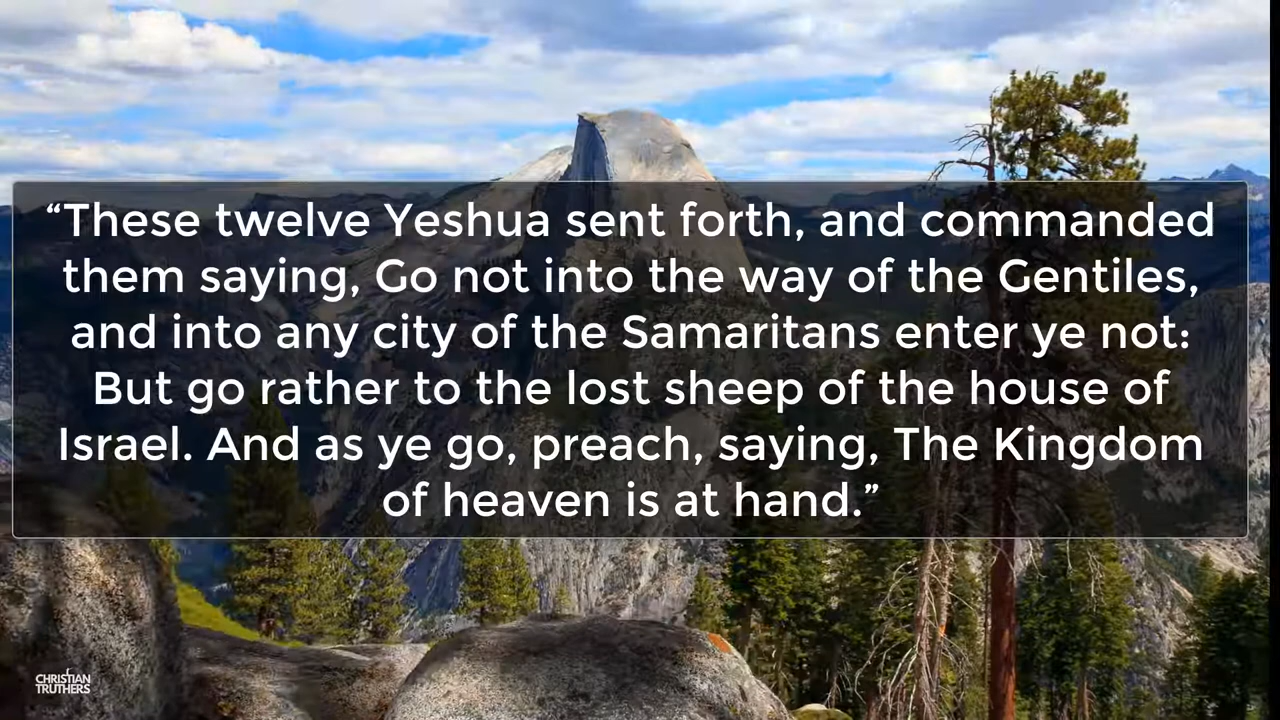 “These twelve Yeshua sent forth, and commanded
them saying, Go not into the way of the Gentiles,
and into any city of the Samaritans enter ye not:
But go rather to the lost sheep of the house of
Israel. And as ye go, preach, saying, The Kingdom
of heaven is at hand.”
CHRISTIAN
TRUTHERS